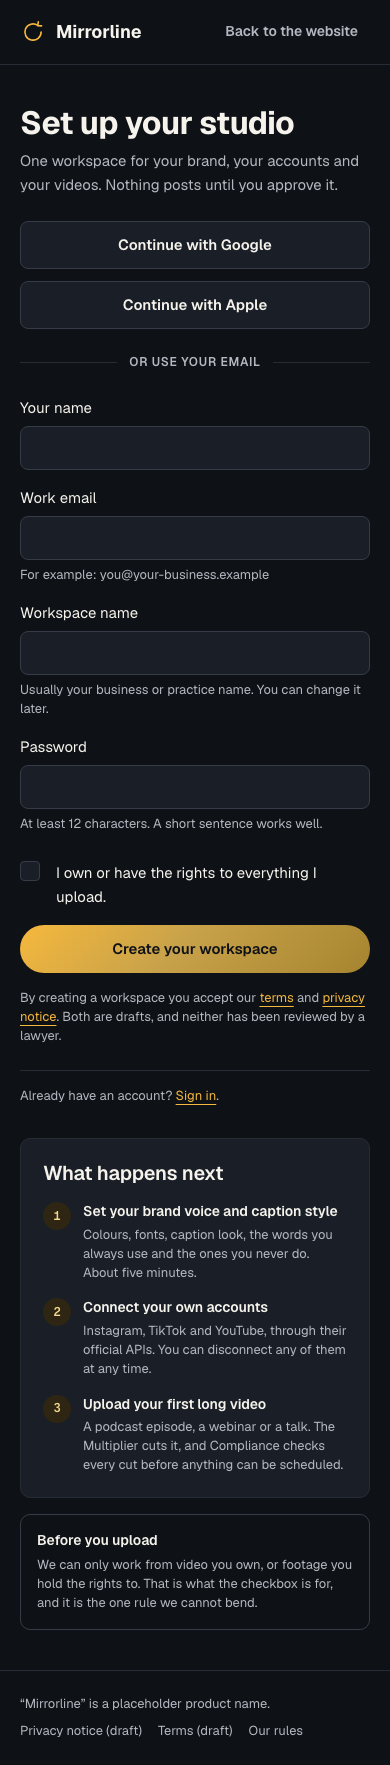 Mirrorline
Back to the website
Set up your studio
One workspace for your brand, your accounts and
your videos. Nothing posts until you approve it.
Continue with Google
Continue with Apple
OR USE YOUR EMAIL
Your name
Work email
For example: you@your-business.example
Workspace name
Usually your business or practice name. You can change it
later.
Password
At least 12 characters. A short sentence works well.
I own or have the rights to everything I
upload.
Create your workspace
By creating a workspace you accept our terms and privacy
notice. Both are drafts, and neither has been reviewed by a
lawyer.
Already have an account? Sign in.
What happens next
1
Set your brand voice and caption style
Colours, fonts, caption look, the words you
always use and the ones you never do.
About five minutes.
2
Connect your own accounts
Instagram, TikTok and YouTube, through their
official APIs. You can disconnect any of them
at any time.
3
Upload your first long video
A podcast episode, a webinar or a talk. The
Multiplier cuts it, and Compliance checks
every cut before anything can be scheduled.
Before you upload
We can only work from video you own, or footage you
hold the rights to. That is what the checkbox is for,
and it is the one rule we cannot bend.
“Mirrorline” is a placeholder product name.
Privacy notice (draft)
Terms (draft)
Our rules